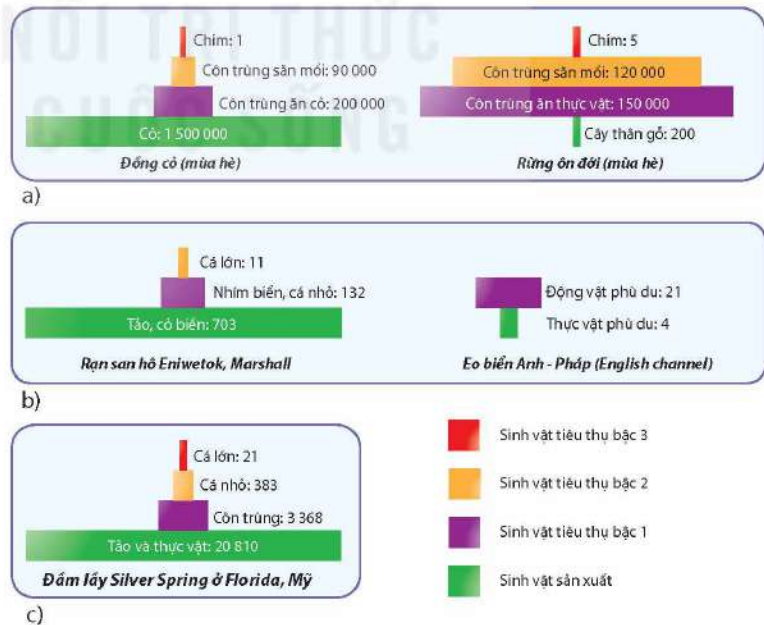 NỐI TRI THỨC
CUỘC SỐNG
Chim: 1
Côn trùng săn mồi: 90 000
Côn trùng ăn cỏ: 200 000
Cỏ: 1 500 000
Đồng cỏ (mùa hè)
Chim: 5
Côn trùng săn mồi: 120 000
Côn trùng ăn thực vật: 150 000
Cây thân gỗ: 200
Rừng ôn đới (mùa hè)
a)
Cá lớn: 11
Nhím biển, cá nhỏ: 132
Tảo, cỏ biển: 703
Rạn san hô Eniwetok, Marshall
Động vật phù du: 21
Thực vật phù du: 4
Eo biển Anh - Pháp (English channel)
b)
Cá lớn: 21
Cá nhỏ: 383
Côn trùng: 3 368
Tảo và thực vật: 20 810
Đầm lầy Silver Spring ở Florida, Mỹ
c)
Sinh vật tiêu thụ bậc 3
Sinh vật tiêu thụ bậc 2
Sinh vật tiêu thụ bậc 1
Sinh vật sản xuất